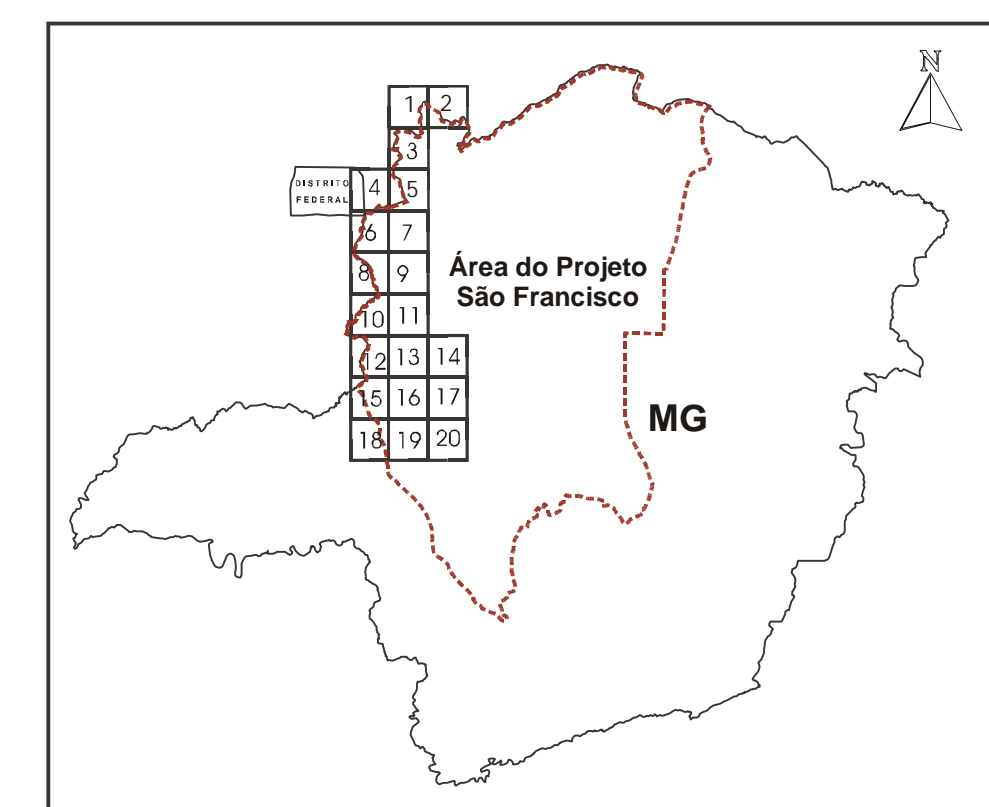 N
1 2
3
DISTRITO
FEDERAL
4 5
6 7
8 9
10 11
12 13 14
15 16 17
18 19 20
Área do Projeto
São Francisco
MG